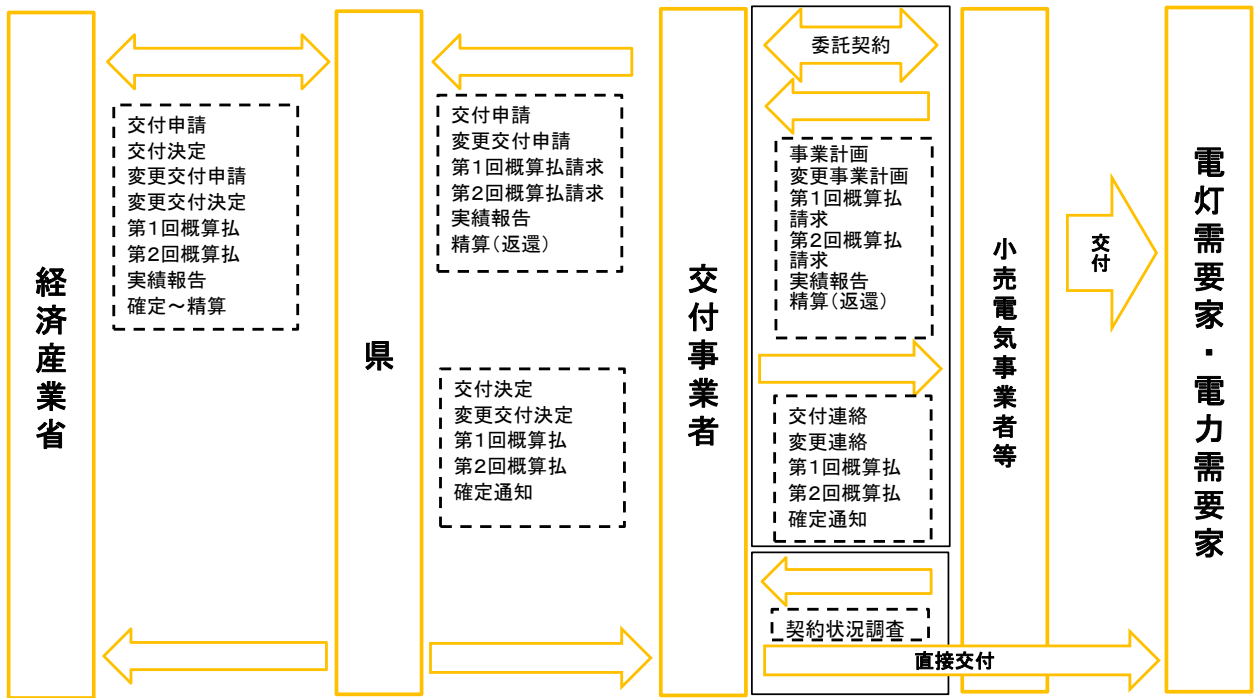 経済産業省
交付申請
交付決定
変更交付申請
変更交付決定
第1回概算払
第2回概算払
実績報告
確定～精算
県
交付申請
変更交付申請
第1回概算払請求
第2回概算払請求
実績報告
精算(返還)
交付決定
変更交付決定
第1回概算払
第2回概算払
確定通知
交付事業者
委託契約
事業計画
変更事業計画
第1回概算払
請求
第2回概算払
請求
実績報告
精算(返還)
交付連絡
変更連絡
第1回概算払
第2回概算払
確定通知
契約状況調査
直接交付
小売電気事業者等
交付
電灯需要家・電力需要家